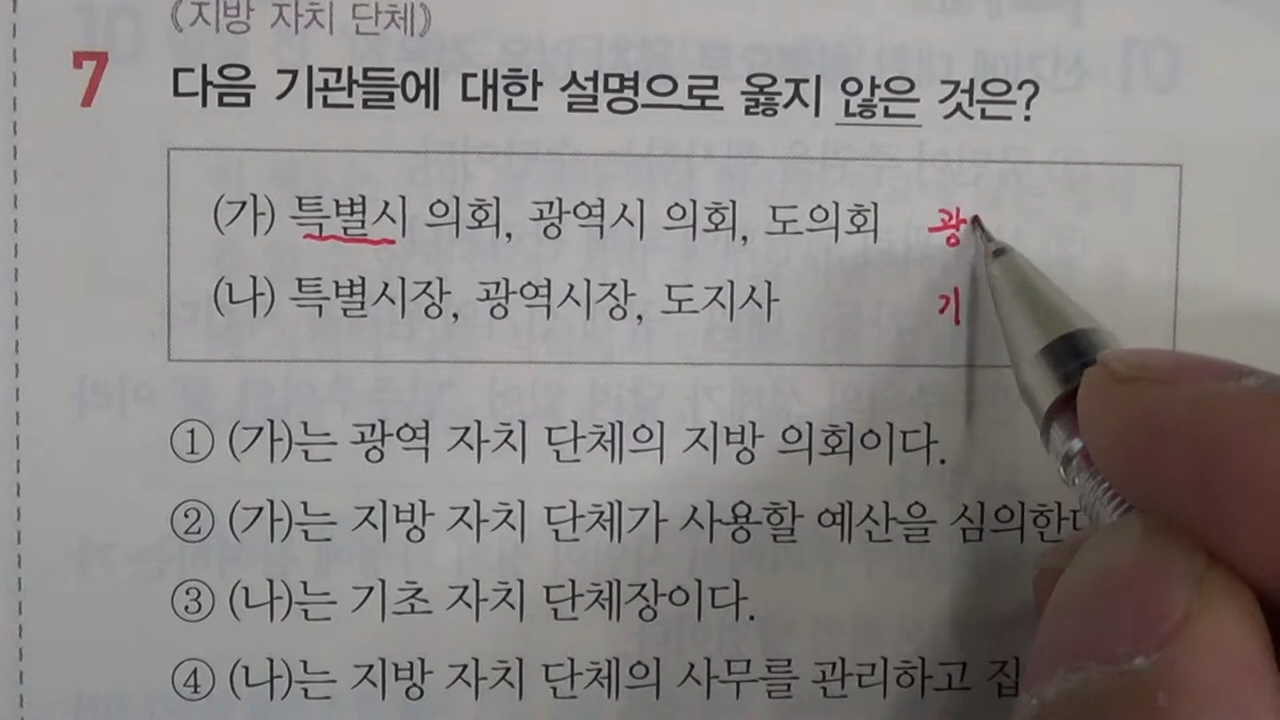 《지방 자치 단체》
7 다음 기관들에 대한 설명으로 옳지 않은 것은?
(가) 특별시 의회, 광역시 의회, 도의회 광
(나) 특별시장, 광역시장, 도지사 기
① (가)는 광역 자치 단체의 지방 의회이다.
② (가)는 지방 자치 단체가 사용할 예산을
③ (나)는 기초 자치 단체장이다.
④ (나)는 지방 자치 단체의 사무를 관리하고